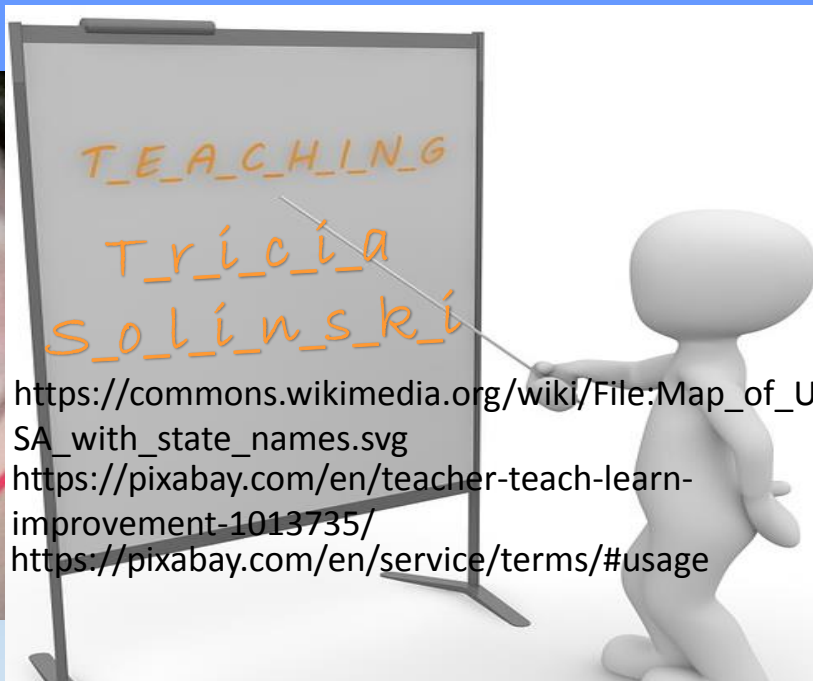 T_E_A_C_H_I_N_G
T_r_i_c_i_a
S_o_l_i_n_s_k_i
https://commons.wikimedia.org/wiki/File:Map_of_U
SA_with_state_names.svg
https://pixabay.com/en/teacher-teach-learn-
improvement-1013735/
https://pixabay.com/en/service/terms/#usage